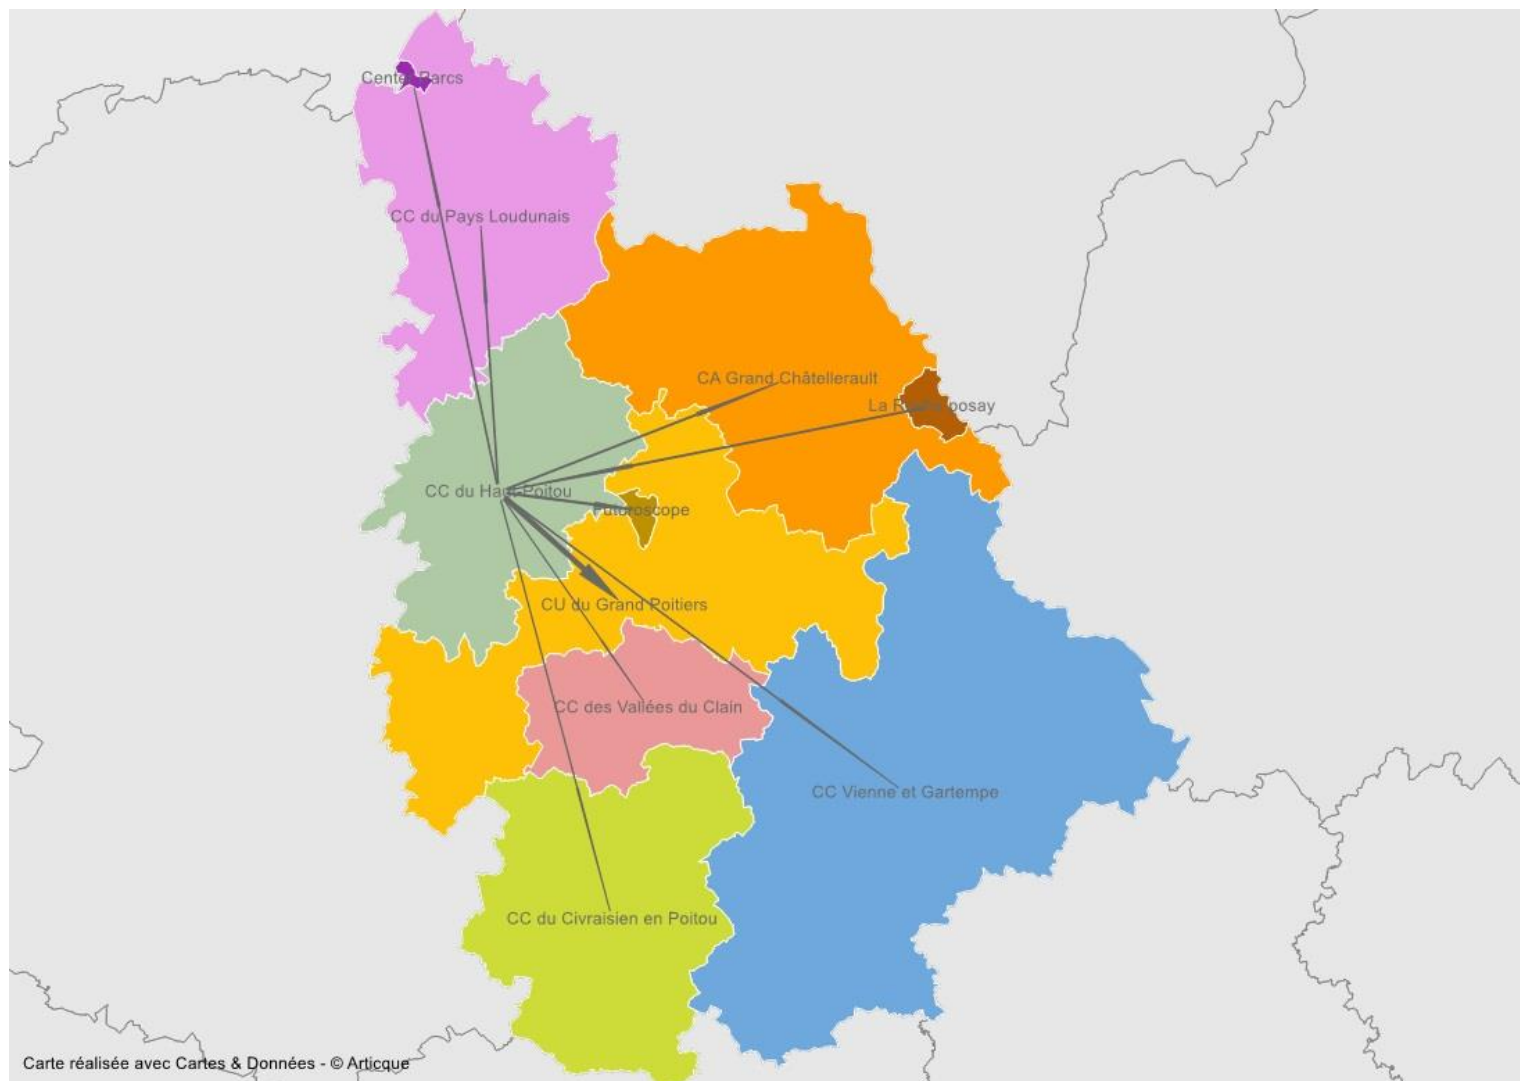 Center Parcs
CC du Pays Loudunais
CA Grand Châtellerault
La Roche-posay
CC du Haut-Poitou
Futuroscope
CU du Grand Poitiers
CC des Vallées du Clain
CC Vienne et Gartempe
CC du Civraisien en Poitou
Carte réalisée avec Cartes & Données - © Articque